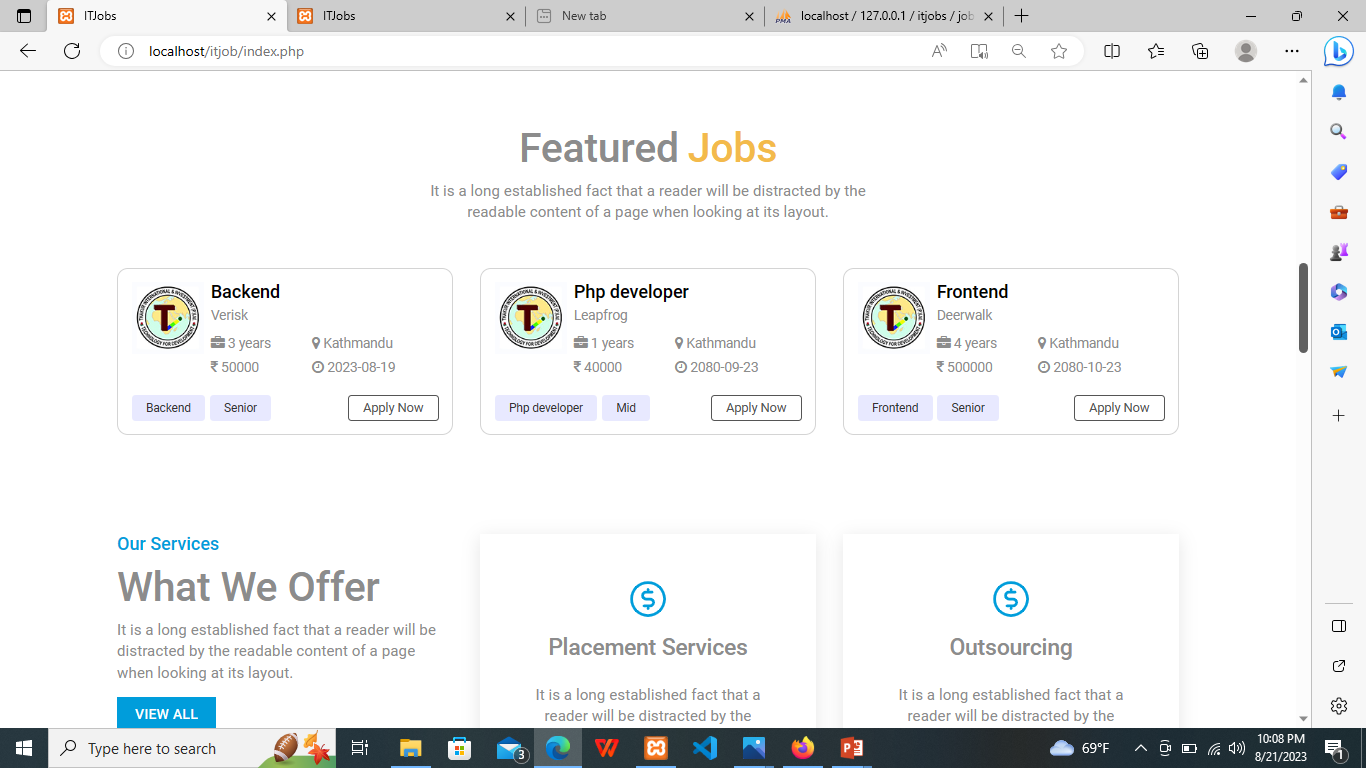 ITJobs
ITJobs
New tab
localhost / 127.0.0.1 / itjobs / job
localhost/itjob/index.php
Featured Jobs
It is a long established fact that a reader will be distracted by the
readable content of a page when looking at its layout.
Backend
Verisk
3 years Kathmandu
₹ 50000 2023-08-19
Backend Senior Apply Now
Php developer
Leapfrog
1 years Kathmandu
₹ 40000 2080-09-23
Php developer Mid Apply Now
Frontend
Deerwalk
4 years Kathmandu
₹ 500000 2080-10-23
Frontend Senior Apply Now
Our Services
What We Offer
It is a long established fact that a reader will be
distracted by the readable content of a page
when looking at its layout.
VIEW ALL
Placement Services
It is a long established fact that a
reader will be distracted by the
Outsourcing
It is a long established fact that a
reader will be distracted by the
Type here to search
3
69°F
10:08 PM
8/21/2023
1